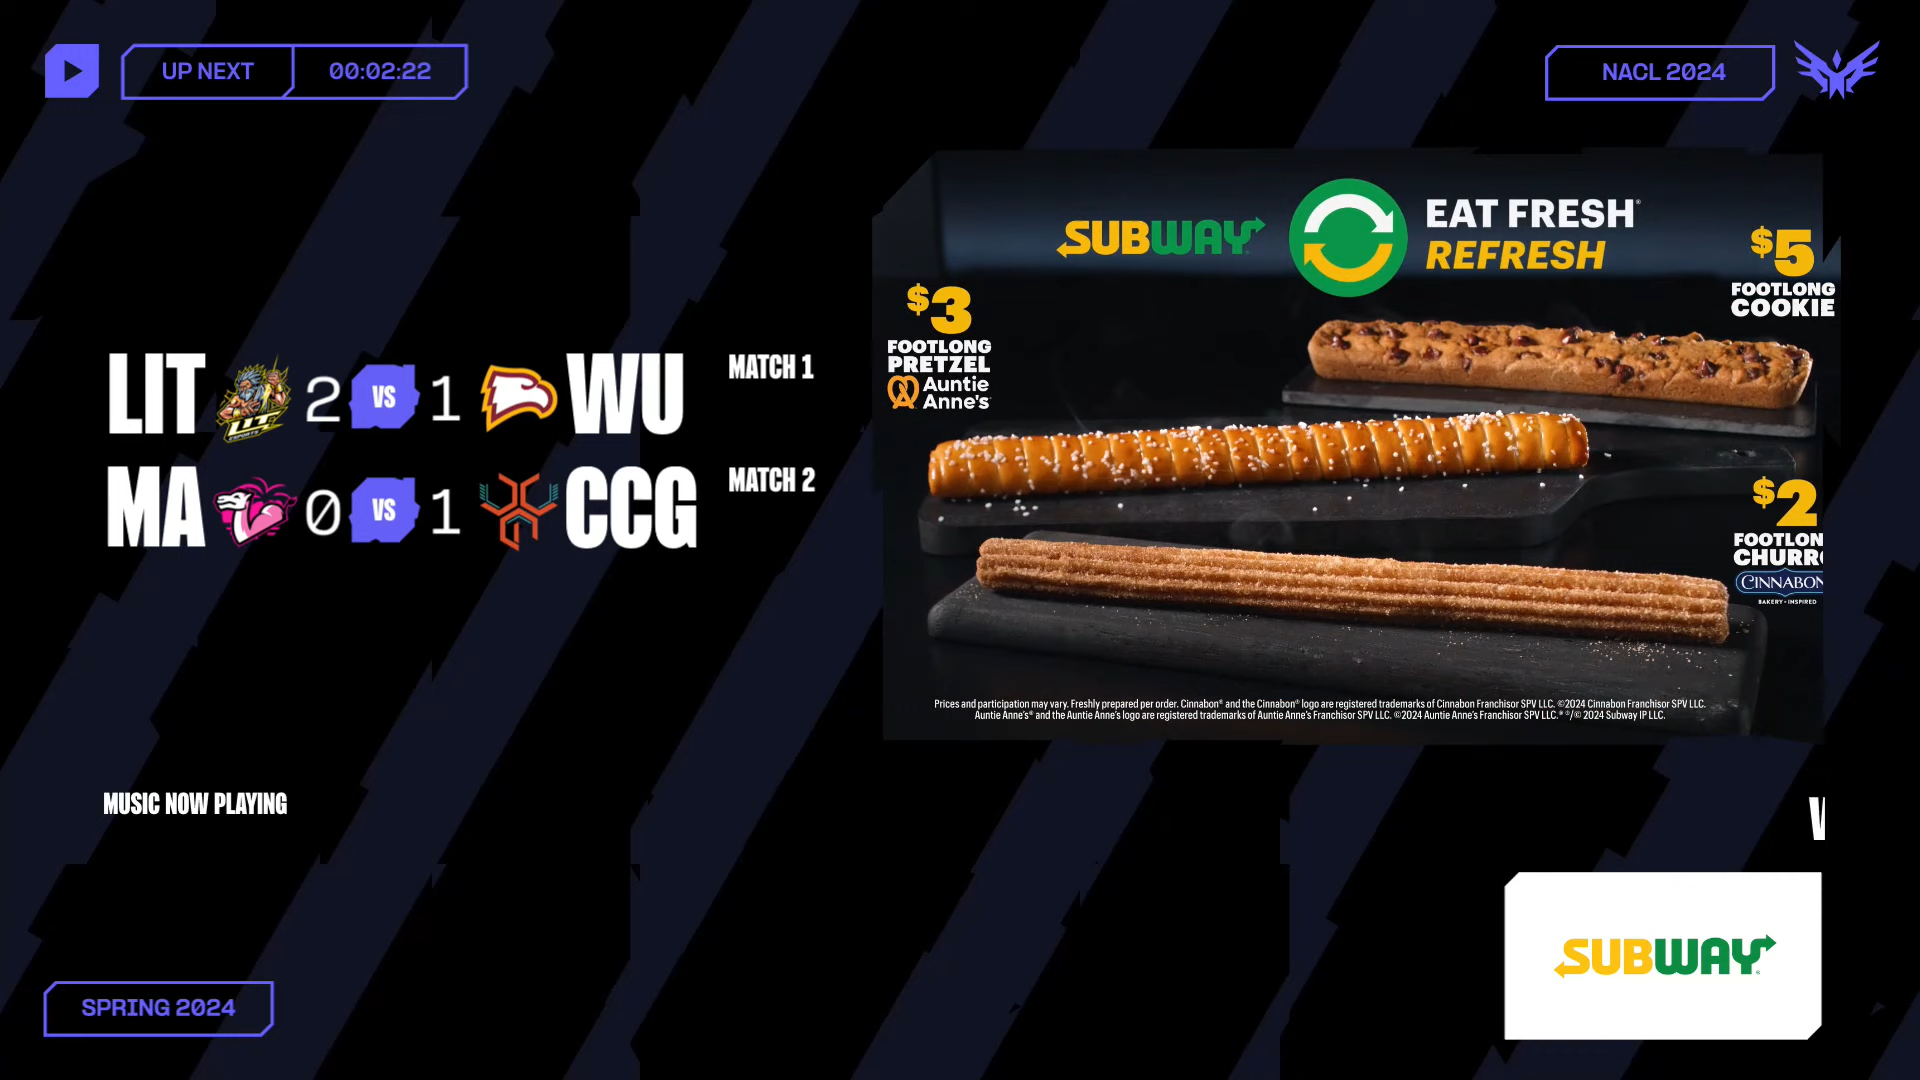 UP NEXT
00:02:22
NACL 2024
SUBWAY
EAT FRESH®
REFRESH
$5
FOOTLONG
COOKIE
$3
FOOTLONG
PRETZEL
Auntie
Anne's
LIT
LIT
2
VS
1
WU
MATCH 1
MA
0
VS
1
CCG
MATCH 2
$2
FOOTLON
CHURR
CINNABON
BAKERY • INSPIRED
Prices and participation may vary. Freshly prepared per order. Cinnabon® and the Cinnabon® logo are registered trademarks of Cinnabon Franchisor SPV LLC. ©2024 Cinnabon Franchisor SPV LLC.
Auntie Anne's® and the Auntie Anne's logo are registered trademarks of Auntie Anne's Franchisor SPV LLC. ©2024 Auntie Anne's Franchisor SPV LLC.® ®/© 2024 Subway IP LLC.
MUSIC NOW PLAYING
SUBWAY
SPRING 2024